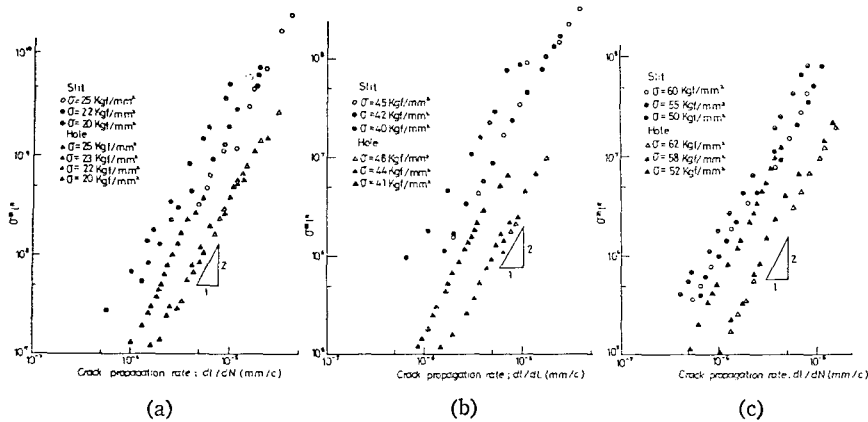 Slit
σ=25 Kgf/mm²
σ=22 Kgf/mm²
σ=20 Kgf/mm²
Hole
σ=25 Kgf/mm²
σ=23 Kgf/mm²
σ=22 Kgf/mm²
σ=20 Kgf/mm²
2
1
Crack propagation rate ; dl/dN (mm/c)
(a)
Slit
σ=45 Kgf/mm²
σ=42 Kgf/mm²
σ=40 Kgf/mm²
Hole
σ=46 Kgf/mm²
σ=44 Kgf/mm²
σ=41 Kgf/mm²
2
1
Crack propagation rate ; dl/dL (mm/c)
(b)
Slit
σ=60 Kgf/mm²
σ=55 Kgf/mm²
σ=50 Kgf/mm²
Hole
σ=62 Kgf/mm²
σ=58 Kgf/mm²
σ=52 Kgf/mm²
2
1
Crack propagation rate, dl/dN (mm/c)
(c)